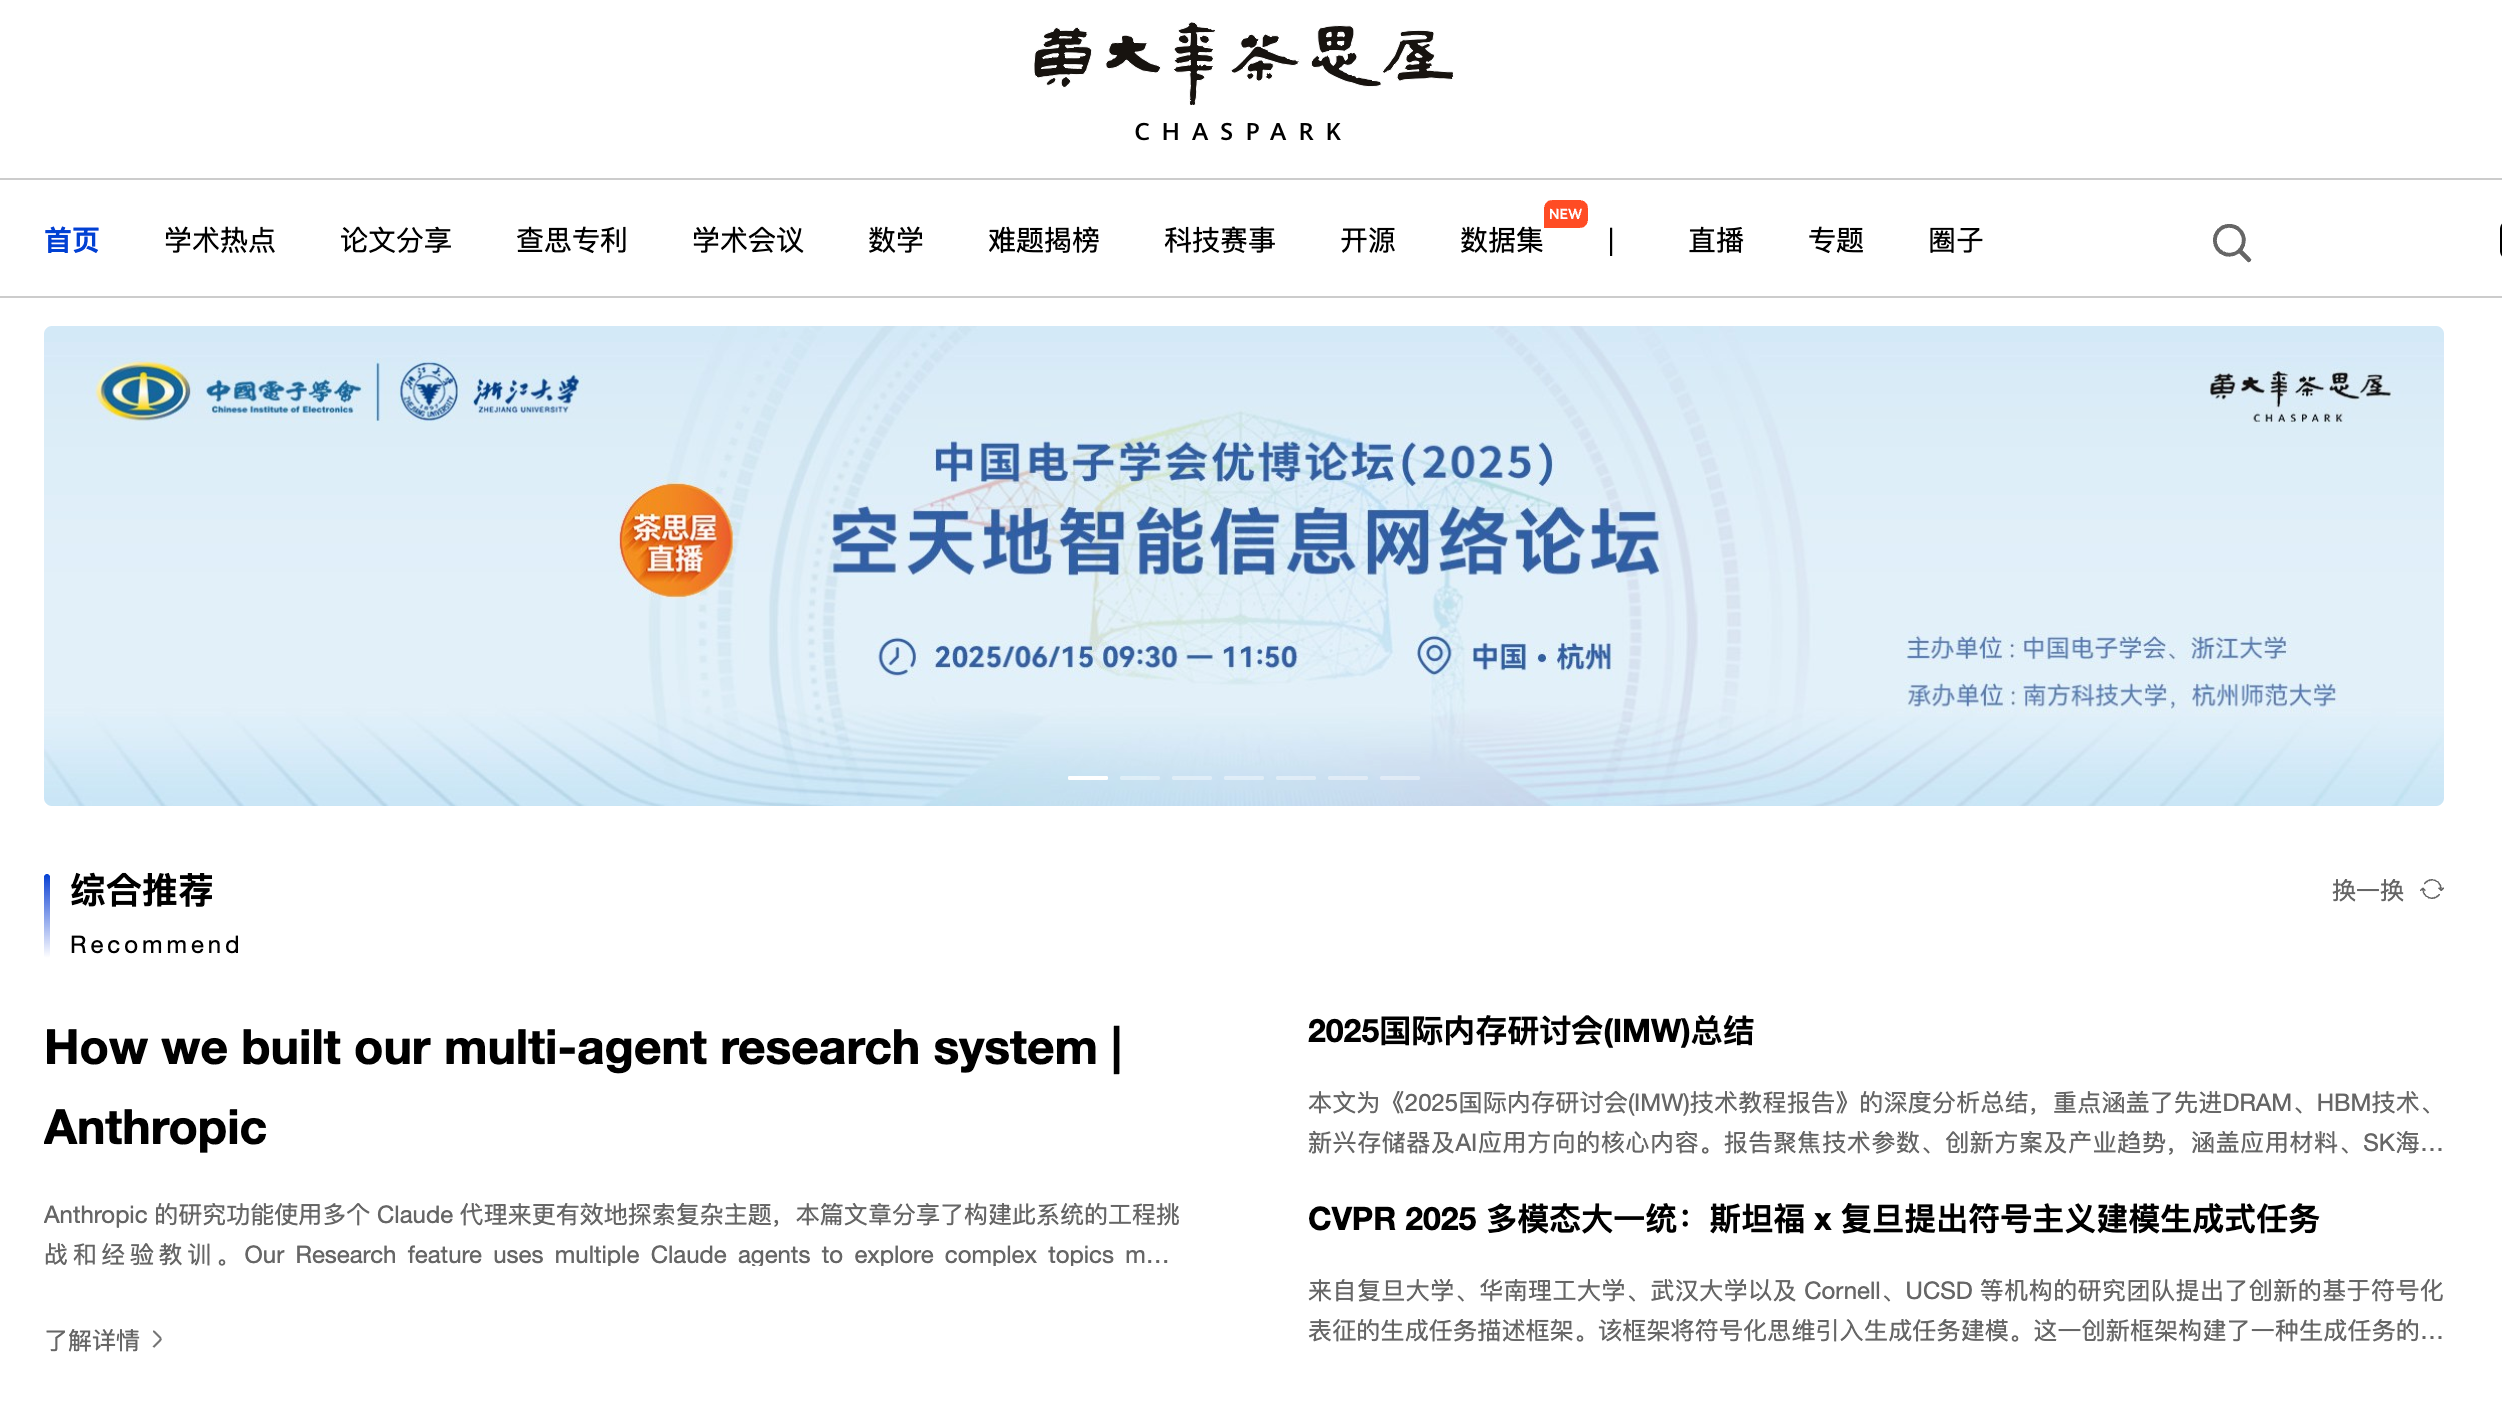 黄大年茶思屋
CHASPARK
首页 学术热点 论文分享 查思专利 学术会议 数学 难题揭榜 科技赛事 开源 数据集 NEW | 直播 专题 圈子
中國電子學會 Chinese Institute of Electronics
浙江大学 ZHEJIANG UNIVERSITY
黄大年茶思屋
CHASPARK
中国电子学会优博论坛(2025)
茶思屋
直播
空天地智能信息网络论坛
2025/06/15 09:30 — 11:50 中国·杭州
主办单位 : 中国电子学会、浙江大学
承办单位 : 南方科技大学，杭州师范大学
综合推荐
换一换
Recommend
How we built our multi-agent research system |
Anthropic
Anthropic 的研究功能使用多个 Claude 代理来更有效地探索复杂主题，本篇文章分享了构建此系统的工程挑
战和经验教训。Our Research feature uses multiple Claude agents to explore complex topics m...
了解详情
2025国际内存研讨会(IMW)总结
本文为《2025国际内存研讨会(IMW)技术教程报告》的深度分析总结，重点涵盖了先进DRAM、HBM技术、
新兴存储器及AI应用方向的核心内容。报告聚焦技术参数、创新方案及产业趋势，涵盖应用材料、SK海...
CVPR 2025 多模态大一统：斯坦福 x 复旦提出符号主义建模生成式任务
来自复旦大学、华南理工大学、武汉大学以及 Cornell、UCSD 等机构的研究团队提出了创新的基于符号化
表征的生成任务描述框架。该框架将符号化思维引入生成任务建模。这一创新框架构建了一种生成任务的...